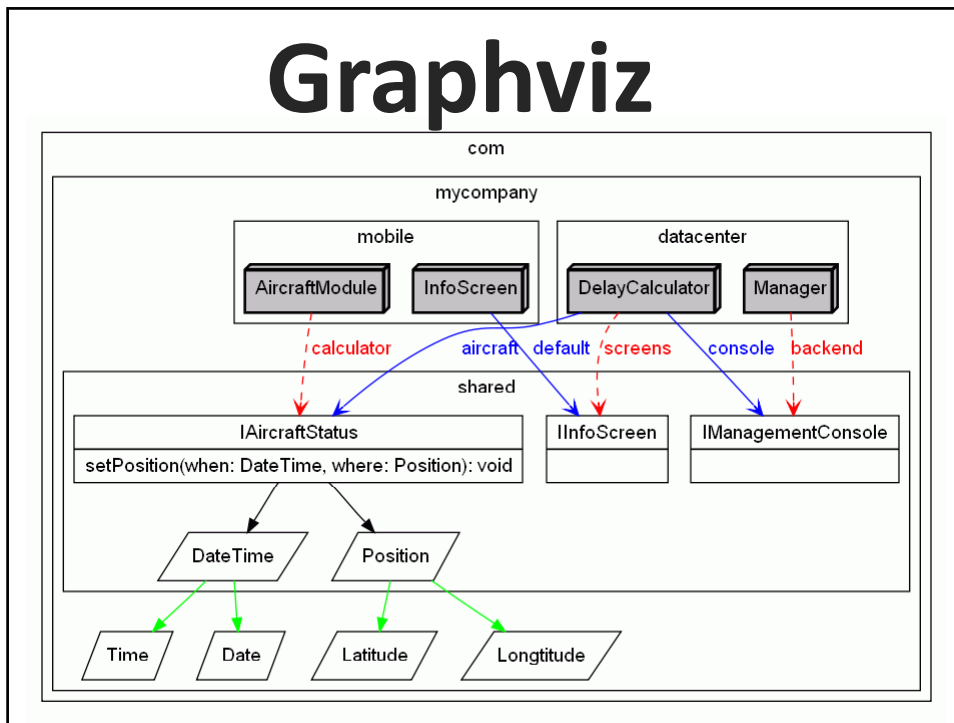 Graphviz
com
mycompany
mobile datacenter
AircraftModule InfoScreen DelayCalculator Manager
calculator aircraft default screens console backend
shared
IAircraftStatus IInfoScreen IManagementConsole
setPosition(when: DateTime, where: Position): void
DateTime Position
Time Date Latitude Longtitude